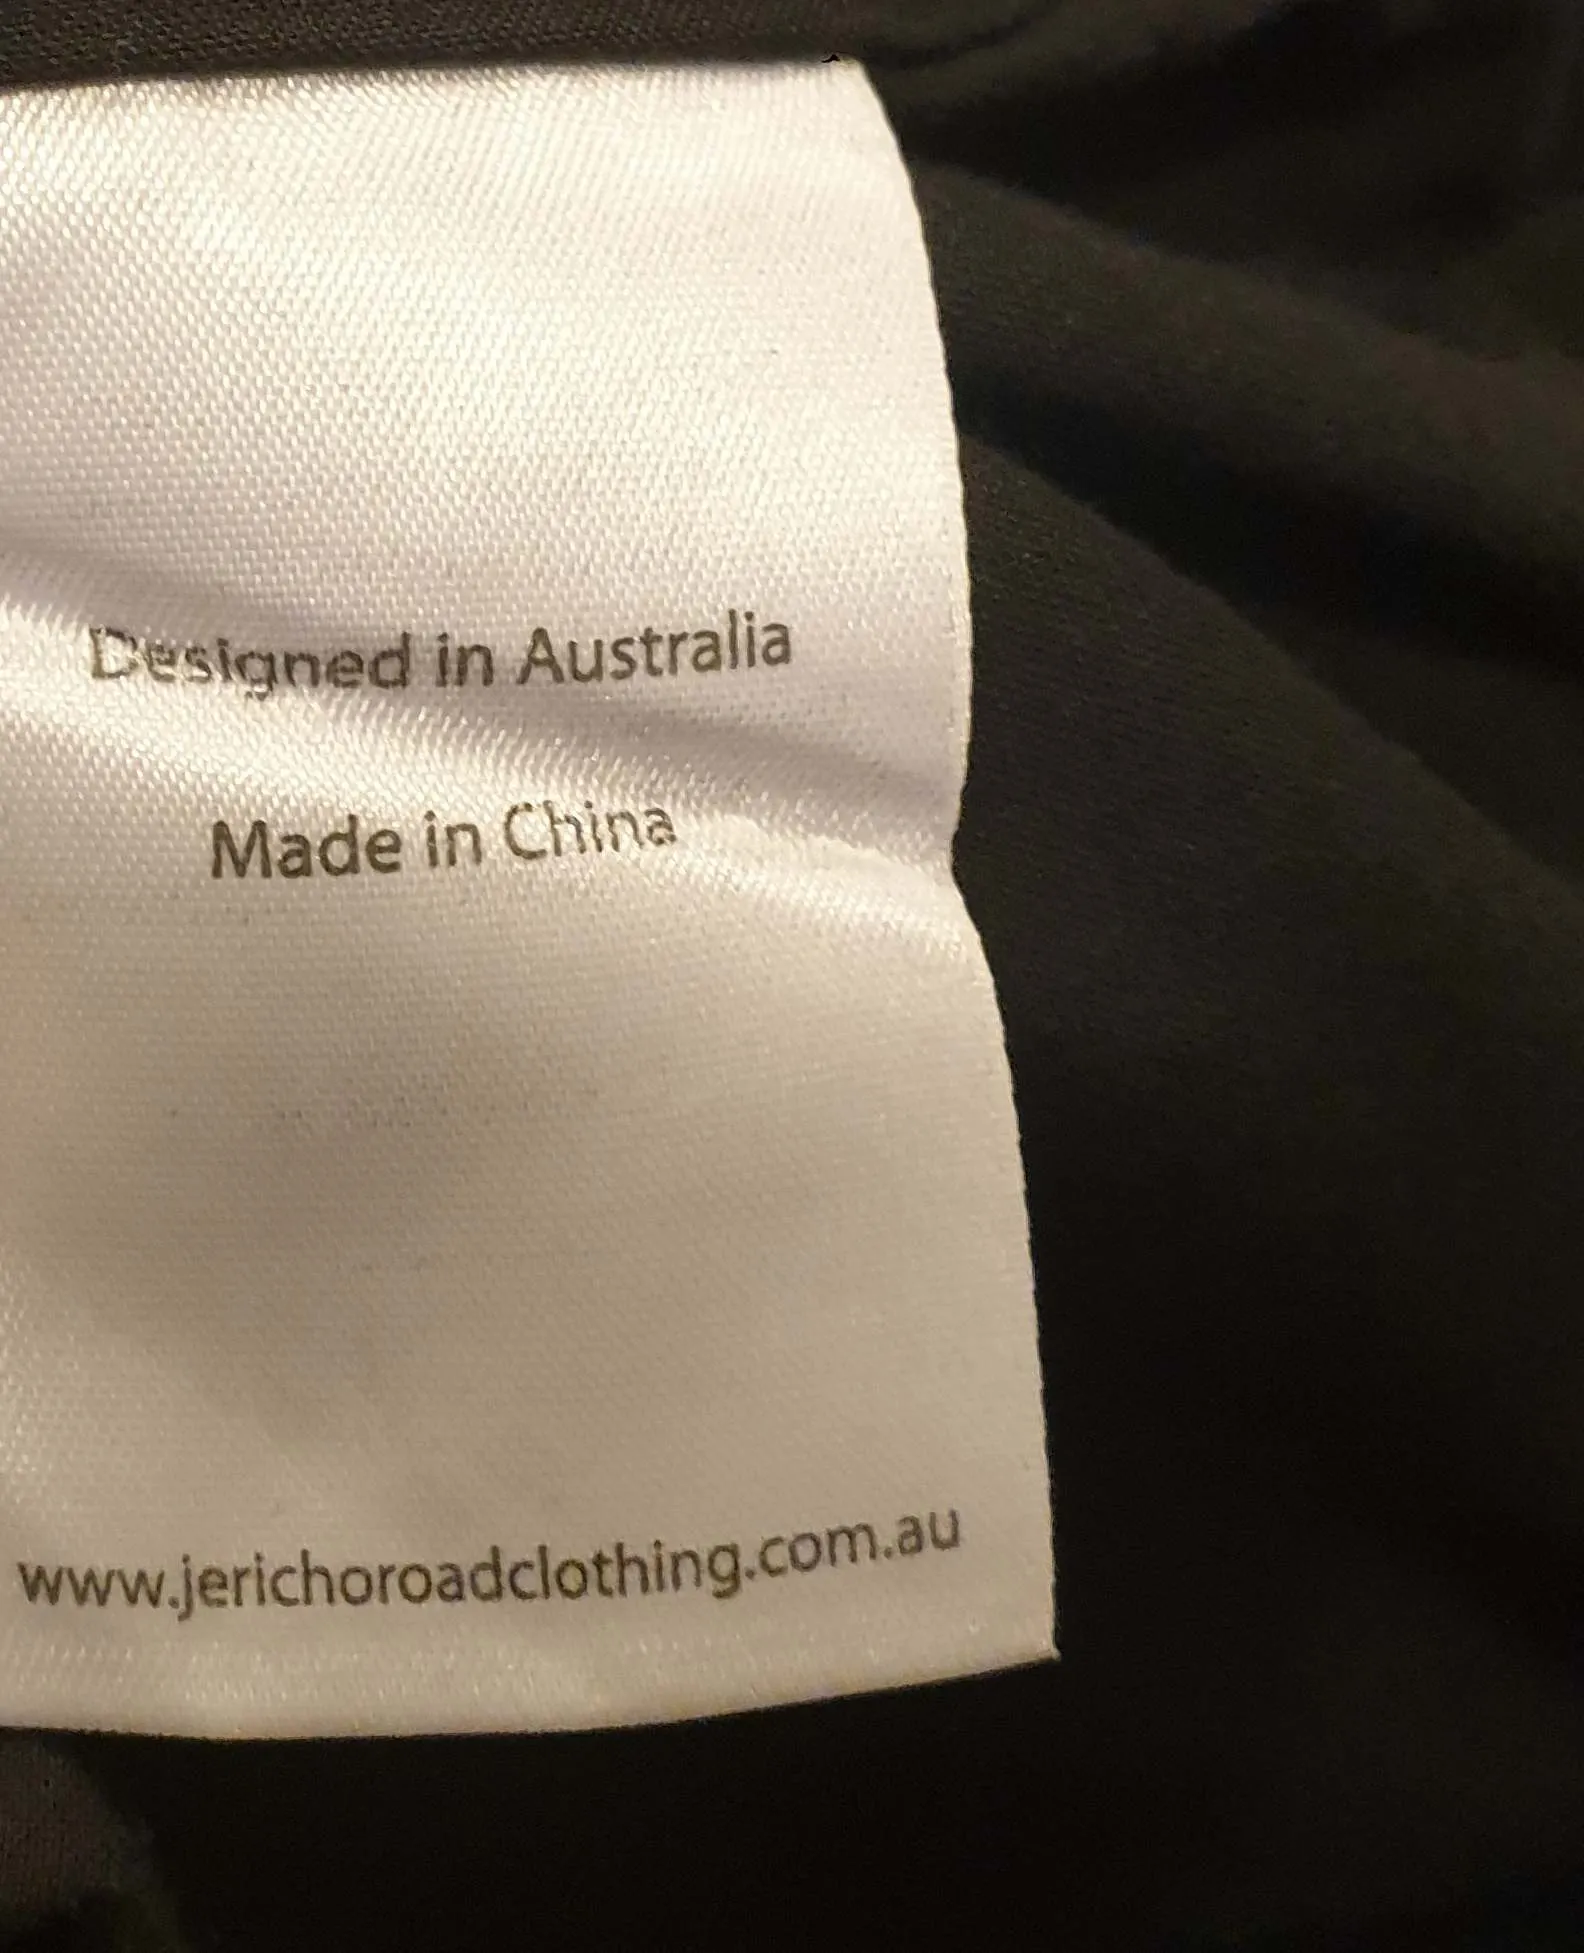 Designed in Australia
Made in China
www.jerichoroadclothing.com.au